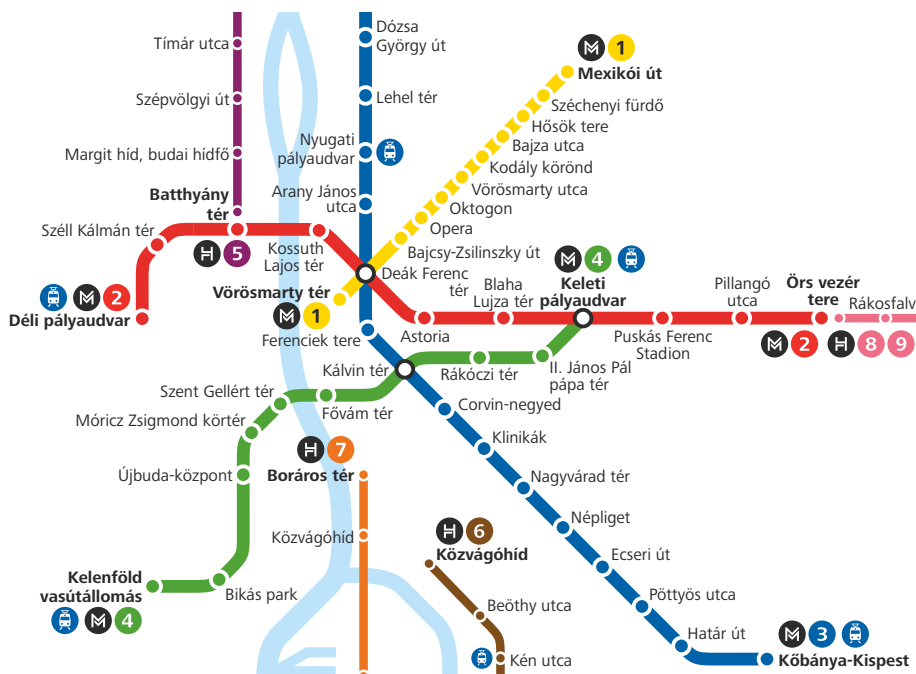 Dózsa
György út
Tímár utca
M 1
Mexikói út
Szépvölgyi út
Lehel tér
Széchenyi fürdő
Hősök tere
Nyugati
pályaudvar
Bajza utca
Margit híd, budai hídfő
Kodály körönd
Batthyány
tér
Arany János
utca
Vörösmarty utca
Oktogon
Széll Kálmán tér
Opera
H 5
Kossuth
Lajos tér
Bajcsy-Zsilinszky út
M 4
Deák Ferenc
tér
Blaha
Lujza tér
Keleti
pályaudvar
Pillangó
utca
Örs vezér
tere
Rákosfalva
M 2
Déli pályaudvar
Vörösmarty tér
M 1
Ferenciek tere
Astoria
Puskás Ferenc
Stadion
M 2
H 8 9
Kálvin tér
Rákóczi tér
II. János Pál
pápa tér
Szent Gellért tér
Fővám tér
Corvin-negyed
Móricz Zsigmond körtér
Klinikák
H 7
Boráros tér
Újbuda-központ
Nagyvárad tér
Népliget
Közvágóhíd
H 6
Közvágóhíd
Ecseri út
Kelenföld
vasútállomás
Bikás park
M 4
Beöthy utca
Pöttyös utca
Határ út
M 3
Kén utca
Kőbánya-Kispest